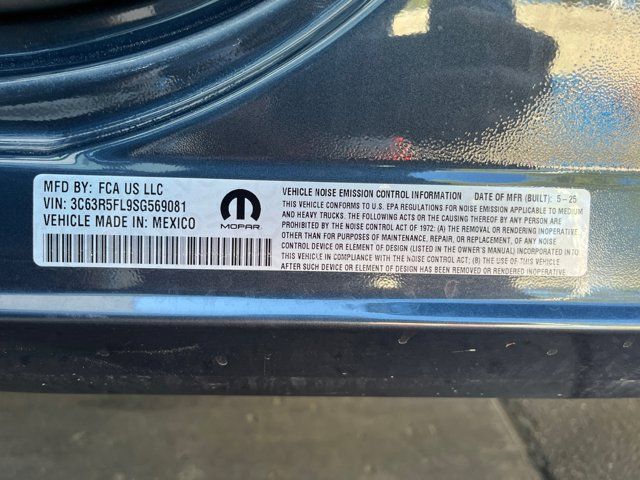 MFD BY: FCA US LLC
VIN: 3C63R5FL9SG569081
VEHICLE MADE IN: MEXICO
MOPAR
VEHICLE NOISE EMISSION CONTROL INFORMATION DATE OF MFR (BUILT): 5-25
THIS VEHICLE CONFORMS TO U.S. EPA REGULATIONS FOR NOISE EMISSION APPLICABLE TO MEDIUM
AND HEAVY TRUCKS. THE FOLLOWING ACTS OR THE CAUSING THEREOF BY ANY PERSON ARE
PROHIBITED BY THE NOISE CONTROL ACT OF 1972: (A) THE REMOVAL OR RENDERING INOPERATIVE
OTHER THAN FOR PURPOSES OF MAINTENANCE, REPAIR, OR REPLACEMENT, OF ANY NOISE
CONTROL DEVICE OR ELEMENT OF DESIGN (LISTED IN THE OWNER'S MANUAL) INCORPORATED INTO
THIS VEHICLE IN COMPLIANCE WITH THE NOISE CONTROL ACT; (B) THE USE OF THIS VEHICLE
AFTER SUCH DEVICE OR ELEMENT OF DESIGN HAS BEEN REMOVED OR RENDERED INOPERATIVE.